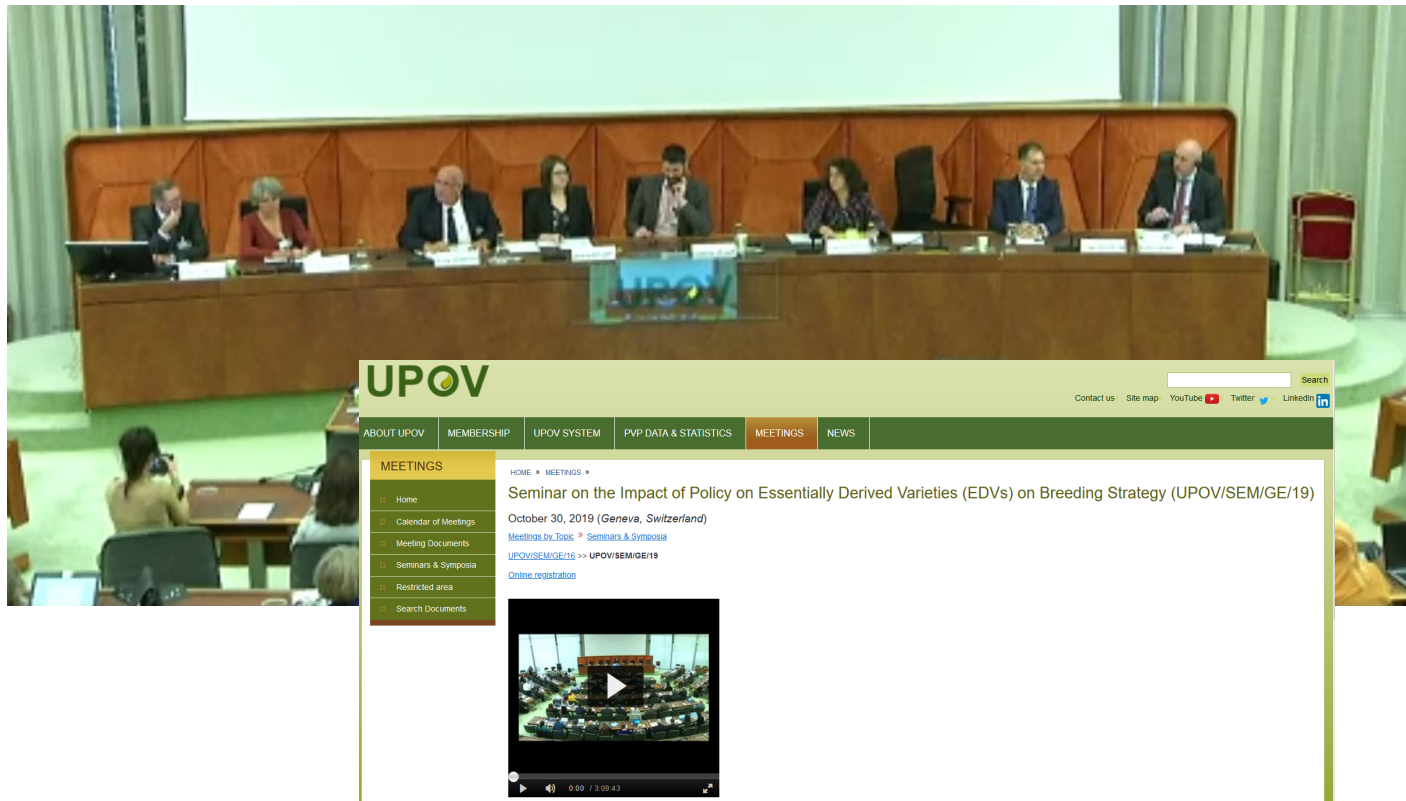 UPOV
UPOV
Search
Contact us Site map YouTube Twitter LinkedIn in
ABOUT UPOV MEMBERSHIP UPOV SYSTEM PVP DATA & STATISTICS MEETINGS NEWS
MEETINGS
Home
Calendar of Meetings
Meeting Documents
Seminars & Symposia
Restricted area
Search Documents
HOME » MEETINGS »
Seminar on the Impact of Policy on Essentially Derived Varieties (EDVs) on Breeding Strategy (UPOV/SEM/GE/19)
October 30, 2019 (Geneva, Switzerland)
Meetings by Topic » Seminars & Symposia
UPOV/SEM/GE/16 >> UPOV/SEM/GE/19
Online registration
0:00 / 3:09:43